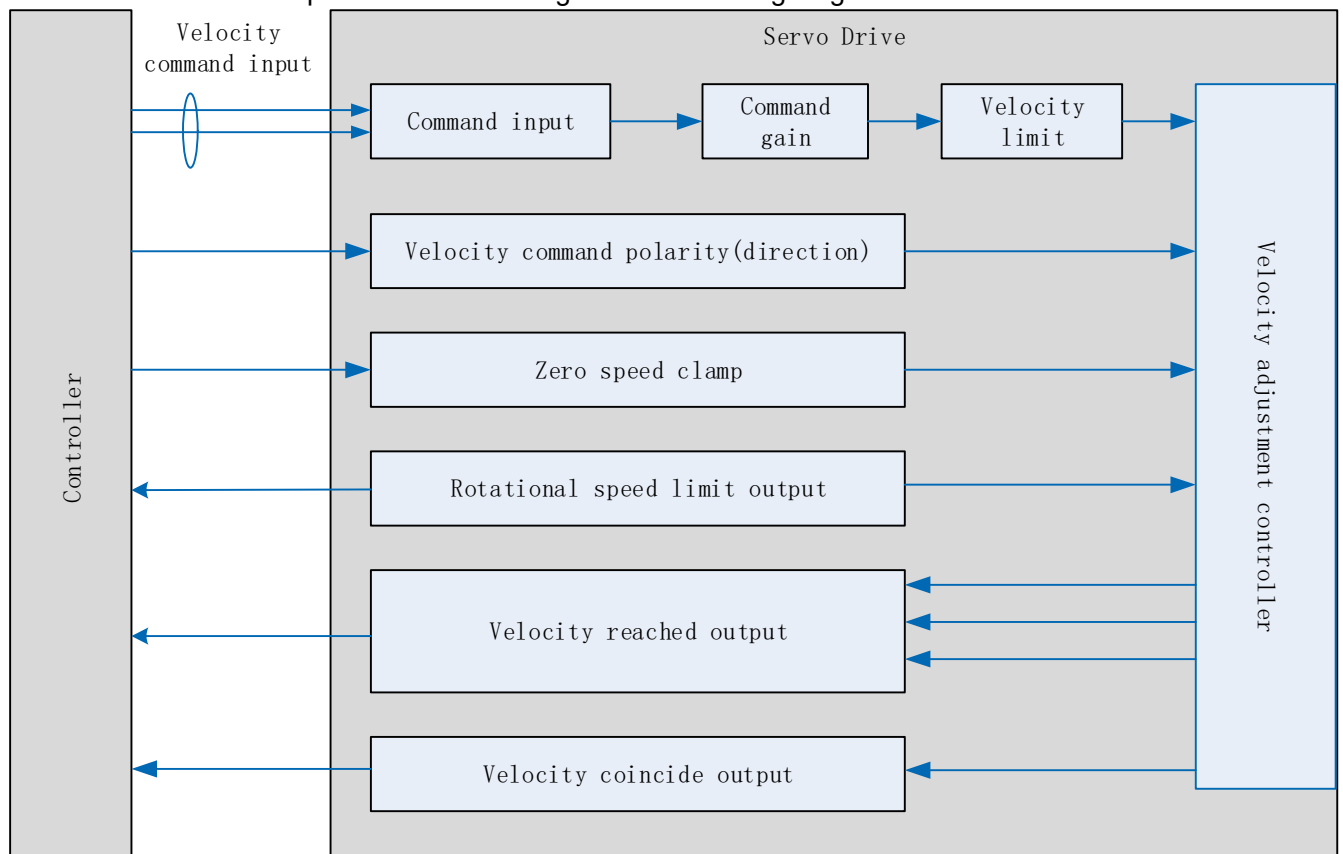 Velocity
command input
Servo Drive
Command input
Command
gain
Velocity
limit
Velocity command polarity(direction)
Zero speed clamp
Rotational speed limit output
Velocity reached output
Velocity coincide output
Controller
Velocity adjustment controller